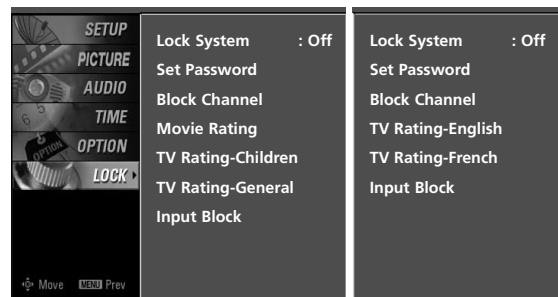 SETUP
PICTURE
AUDIO
TIME
OPTION
LOCK
Move MENU Prev
Lock System : Off
Set Password
Block Channel
Movie Rating
TV Rating-Children
TV Rating-General
Input Block
Lock System : Off
Set Password
Block Channel
TV Rating-English
TV Rating-French
Input Block